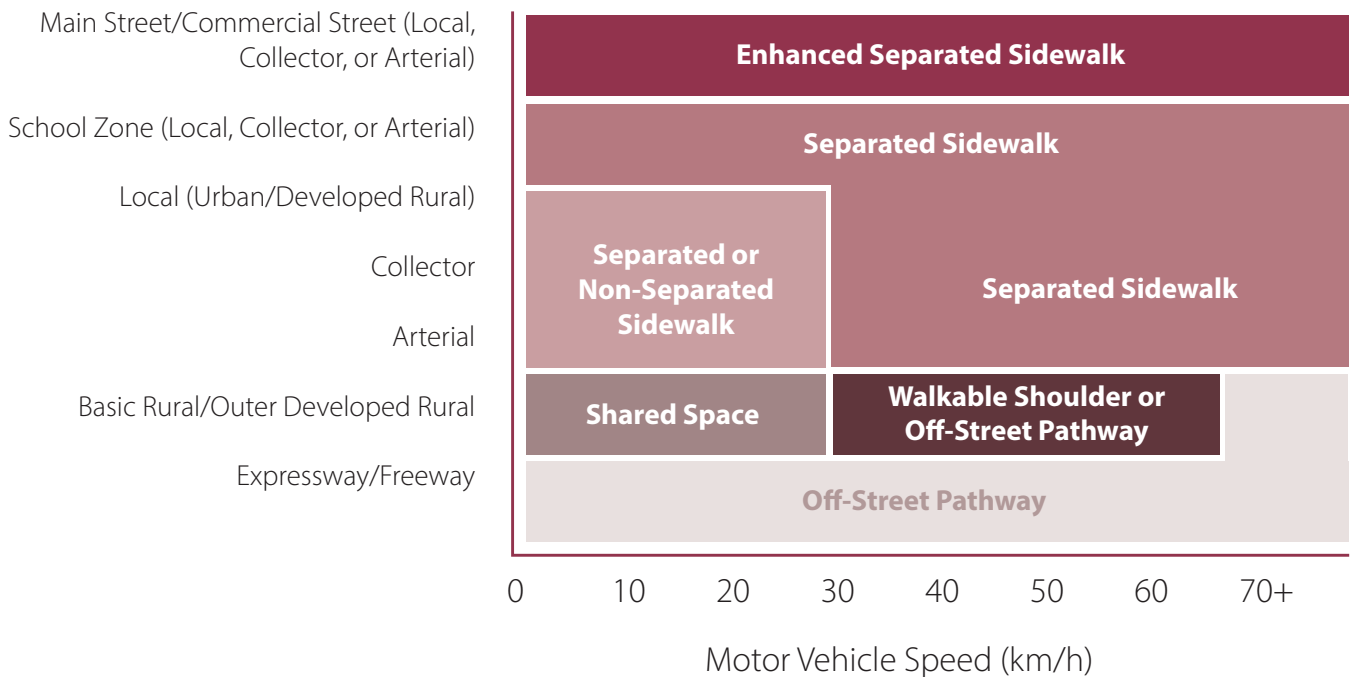 Main Street/Commercial Street (Local,
Collector, or Arterial)
Enhanced Separated Sidewalk
School Zone (Local, Collector, or Arterial)
Separated Sidewalk
Local (Urban/Developed Rural)
Collector
Arterial
Separated or
Non-Separated
Sidewalk
Separated Sidewalk
Basic Rural/Outer Developed Rural
Shared Space
Walkable Shoulder or
Off-Street Pathway
Expressway/Freeway
Off-Street Pathway
0 10 20 30 40 50 60 70+
Motor Vehicle Speed (km/h)